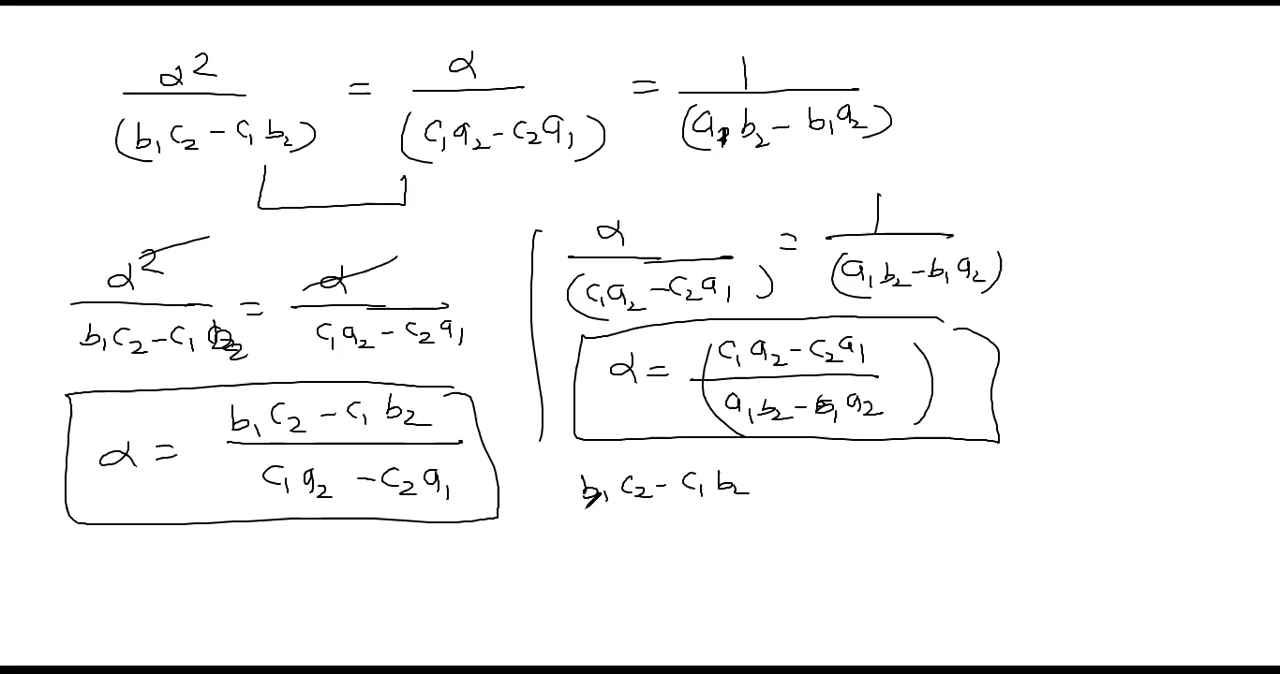 α² / (b₁c₂ - c₁b₂) = α / (c₁a₂ - c₂a₁) = 1 / (a₁b₂ - b₁a₂)
α² / b₁c₂ - c₁b₂ = α / c₁a₂ - c₂a₁
α = b₁c₂ - c₁b₂ / c₁a₂ - c₂a₁
α / (c₁a₂ - c₂a₁) = 1 / (a₁b₂ - b₁a₂)
α = (c₁a₂ - c₂a₁ / a₁b₂ - b₁a₂)
b₁c₂ - c₁b₂